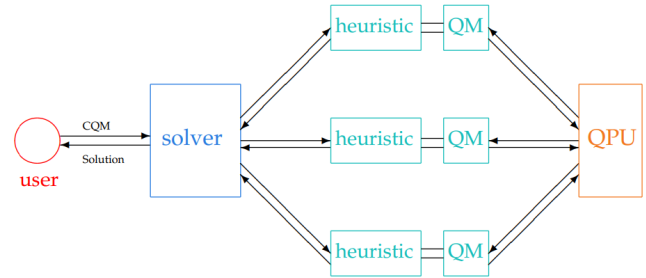 heuristic QM
CQM
solver heuristic QM QPU
Solution
user
heuristic QM